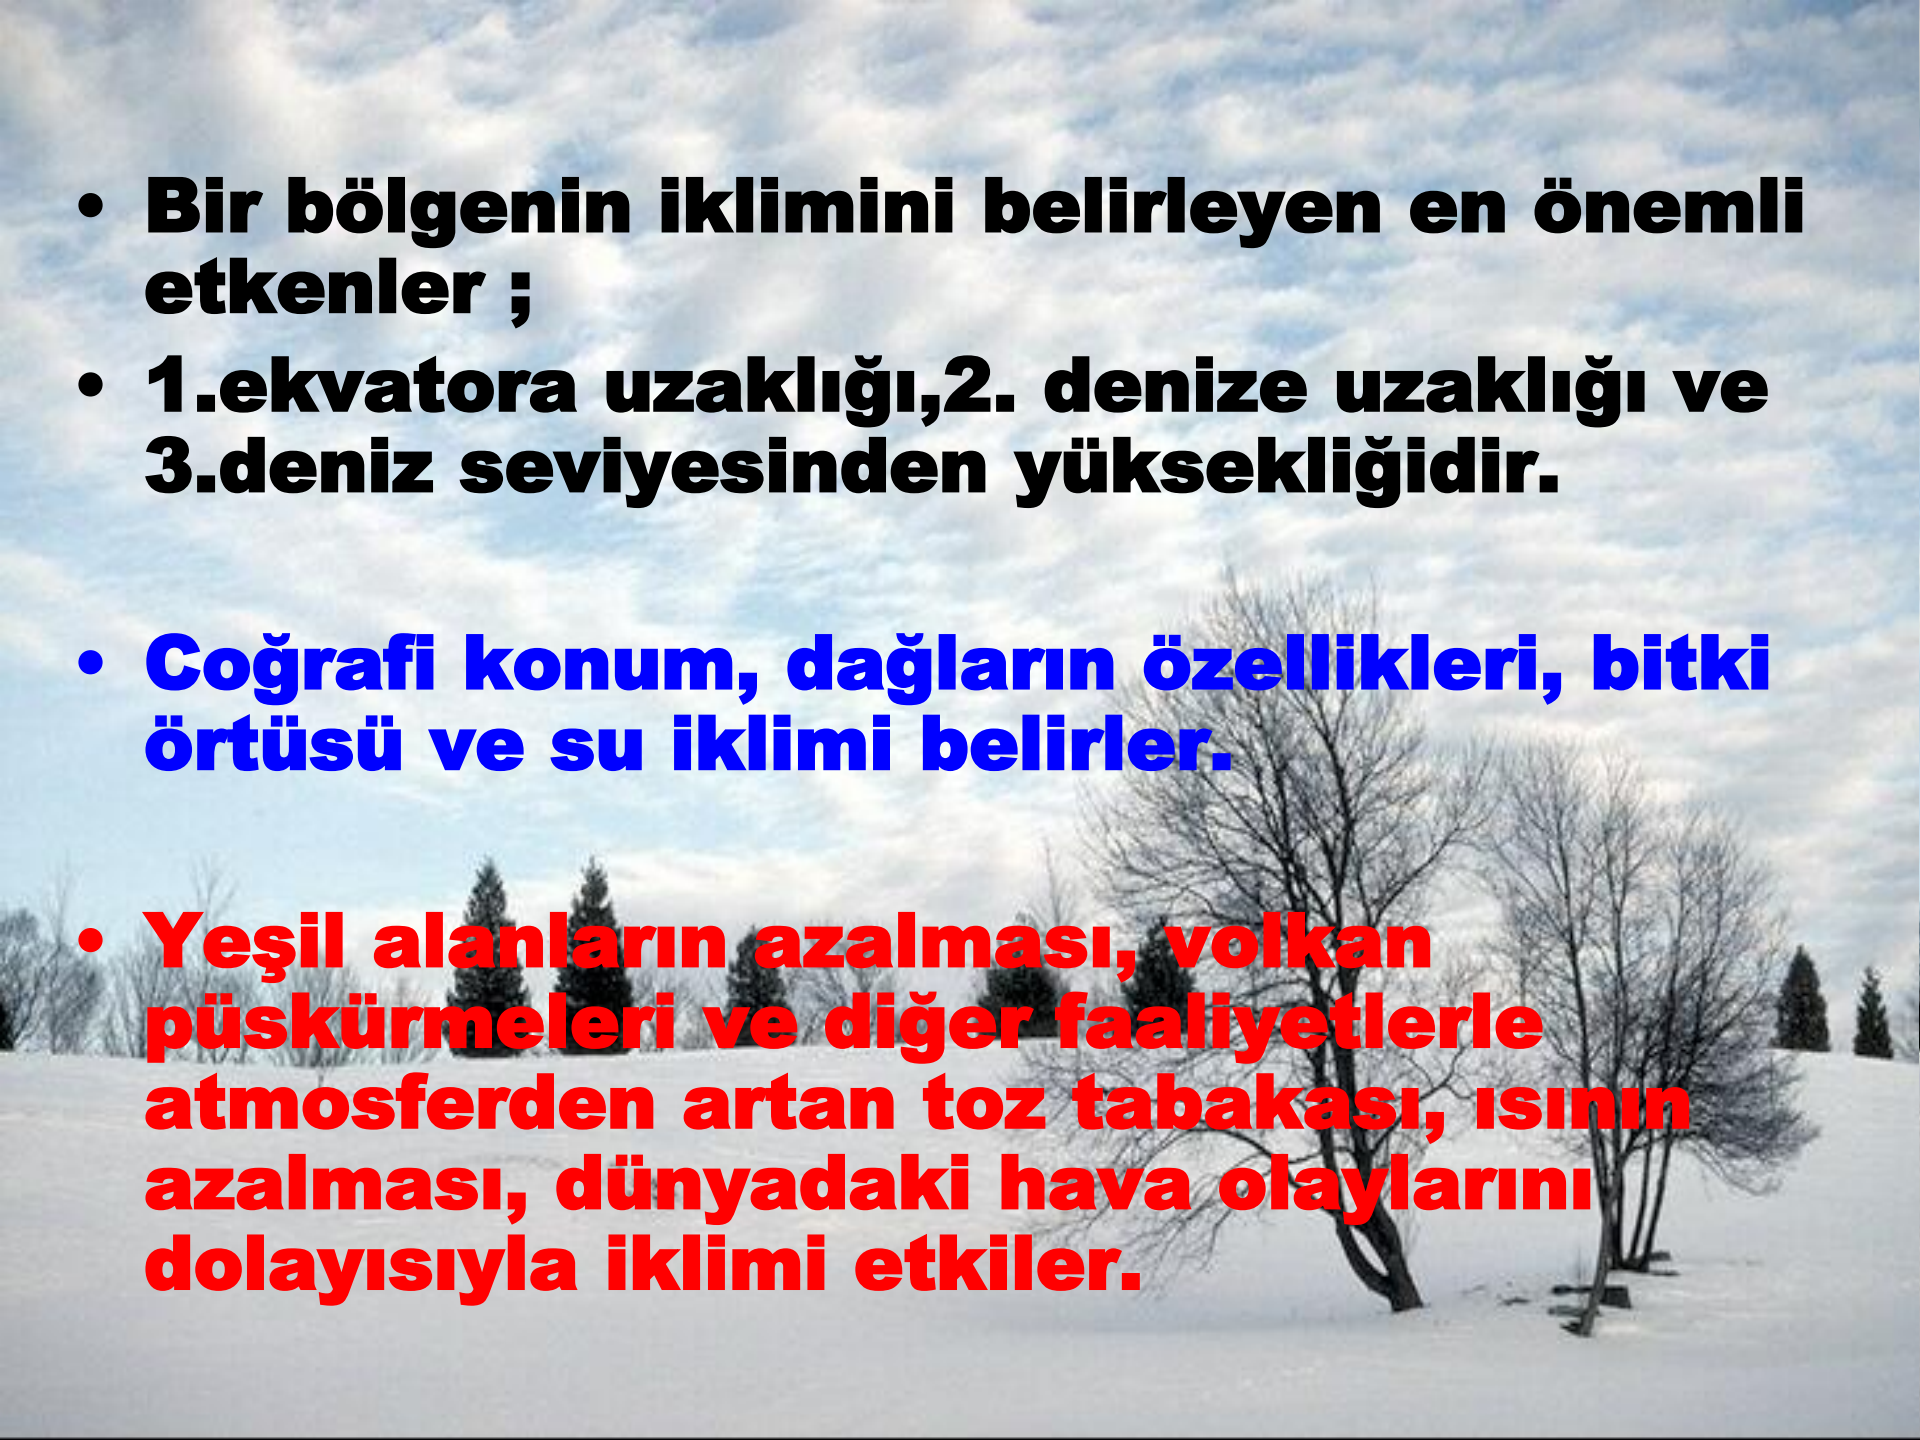 • Bir bölgenin iklimini belirleyen en önemli
etkenler ;
• 1.ekvatora uzaklığı,2. denize uzaklığı ve
3.deniz seviyesinden yüksekliğidir.
• Coğrafi konum, dağların özellikleri, bitki
örtüsü ve su iklimi belirler.
• Yeşil alanların azalması, volkan
püskürmeleri ve diğer faaliyetlerle
atmosferden artan toz tabakası, ısının
azalması, dünyadaki hava olaylarını
dolayısıyla iklimi etkiler.